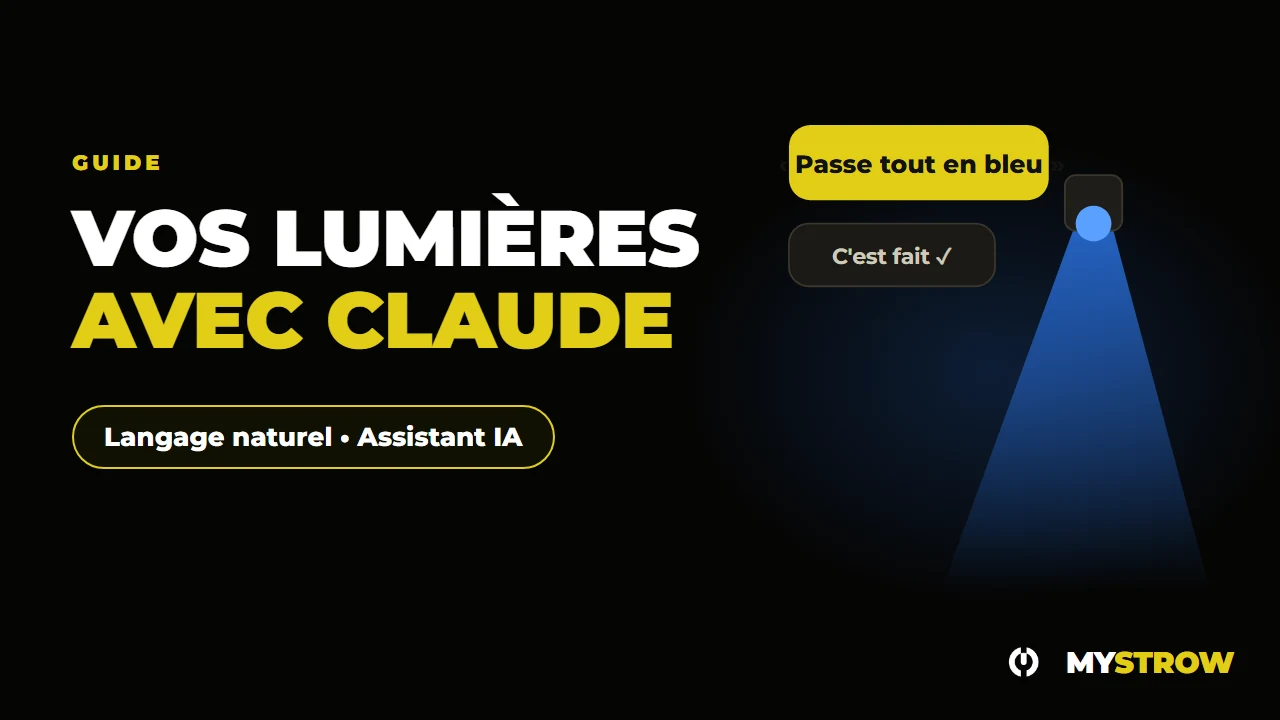 GUIDE
VOS LUMIÈRES
AVEC CLAUDE
Langage naturel • Assistant IA
« Passe tout en bleu »
C'est fait ✓
MYSTROW